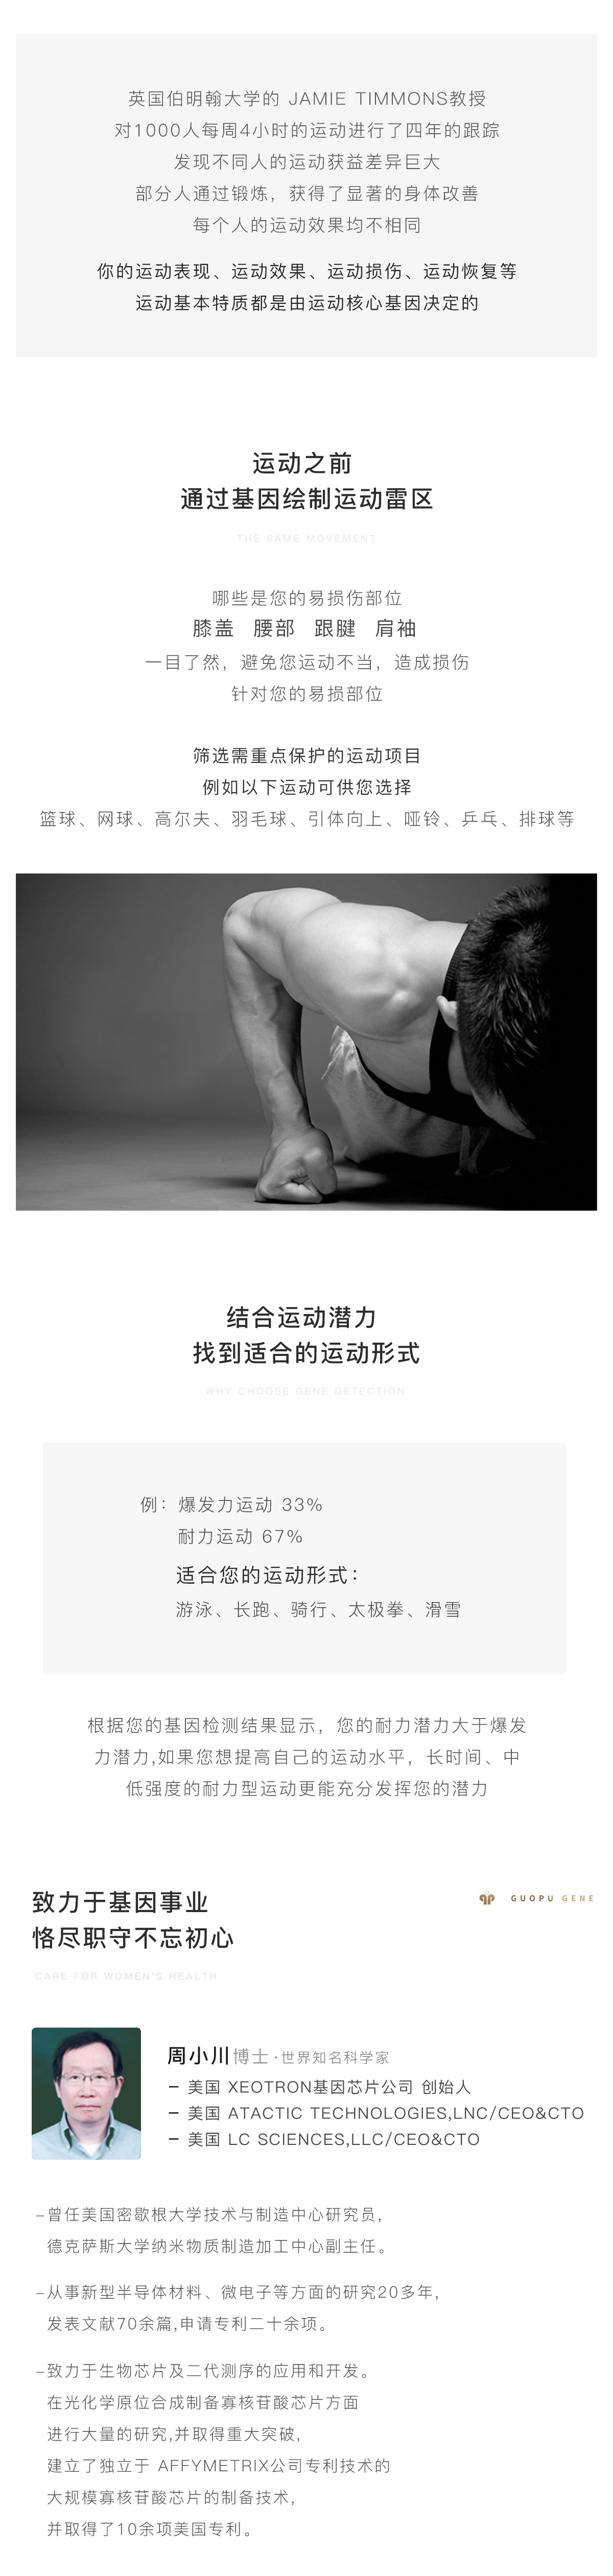 英国伯明翰大学的 JAMIE TIMMONS教授
对1000人每周4小时的运动进行了四年的跟踪
发现不同人的运动获益差异巨大
部分人通过锻炼，获得了显著的身体改善
每个人的运动效果均不相同
你的运动表现、运动效果、运动损伤、运动恢复等
运动基本特质都是由运动核心基因决定的
运动之前
通过基因绘制运动雷区
THE SAME MOVEMENT
哪些是您的易损伤部位
膝盖 腰部 跟腱 肩袖
一目了然，避免您运动不当，造成损伤
针对您的易损部位
筛选需重点保护的运动项目
例如以下运动可供您选择
篮球、网球、高尔夫、羽毛球、引体向上、哑铃、乒乓、排球等
结合运动潜力
找到适合的运动形式
WHY CHOOSE GENE DETECTION
例：爆发力运动 33%
耐力运动 67%
适合您的运动形式：
游泳、长跑、骑行、太极拳、滑雪
根据您的基因检测结果显示，您的耐力潜力大于爆发
力潜力,如果您想提高自己的运动水平，长时间、中
低强度的耐力型运动更能充分发挥您的潜力
致力于基因事业
GUOPU GENE
恪尽职守不忘初心
CARE FOR WOMEN'S HEALTH
周小川博士·世界知名科学家
– 美国 XEOTRON基因芯片公司 创始人
– 美国 ATACTIC TECHNOLOGIES,LNC/CEO&CTO
– 美国 LC SCIENCES,LLC/CEO&CTO
–曾任美国密歇根大学技术与制造中心研究员,
德克萨斯大学纳米物质制造加工中心副主任。
–从事新型半导体材料、微电子等方面的研究20多年,
发表文献70余篇,申请专利二十余项。
–致力于生物芯片及二代测序的应用和开发。
在光化学原位合成制备寡核苷酸芯片方面
进行大量的研究,并取得重大突破,
建立了独立于 AFFYMETRIX公司专利技术的
大规模寡核苷酸芯片的制备技术,
并取得了10余项美国专利。